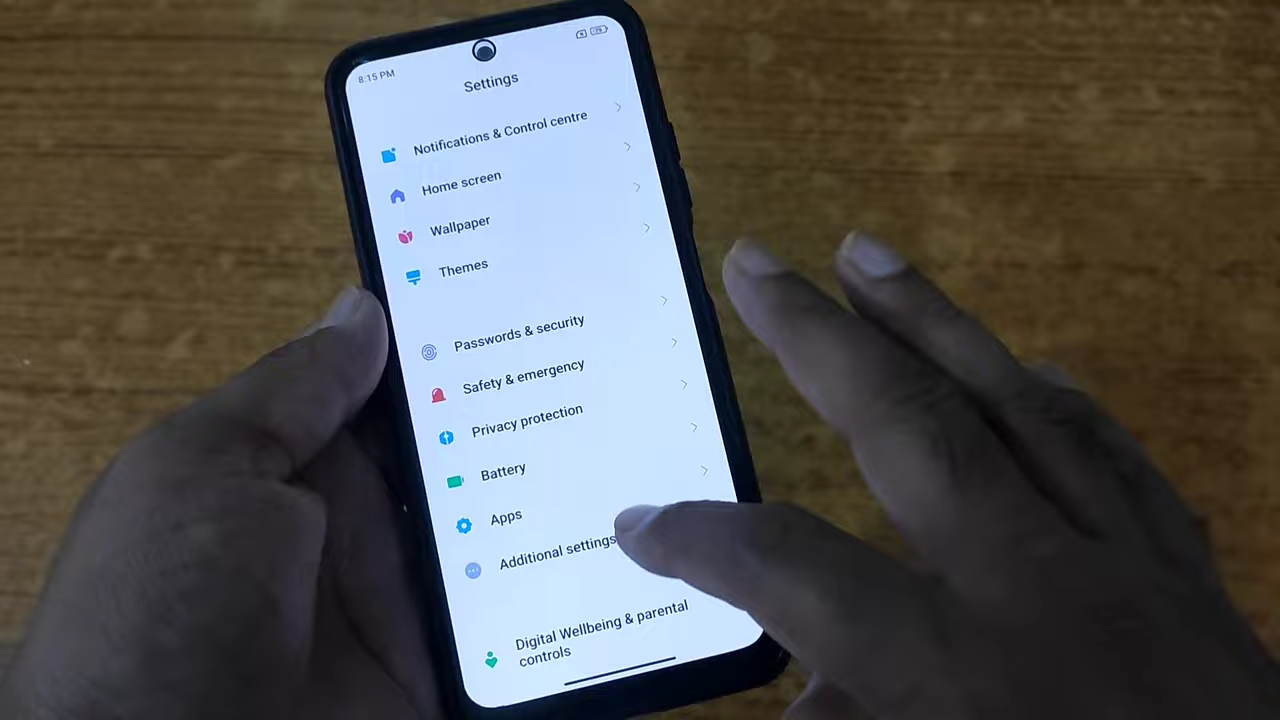 8:15 PM
Settings
Notifications & Control centre
Home screen
Wallpaper
Themes
Passwords & security
Safety & emergency
Privacy protection
Battery
Apps
Additional settings
Digital Wellbeing & parental
controls